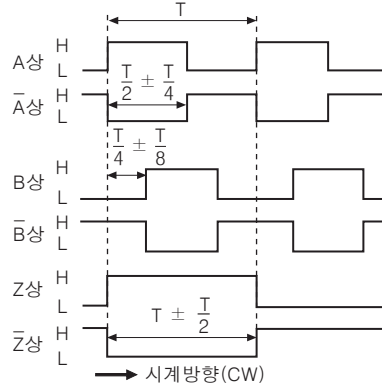 T
A상 H
L
A̅상 H
L
T/2 ± T/4
T/4 ± T/8
B상 H
L
B̅상 H
L
Z상 H
L
Z̅상 H
L
T ± T/2
시계방향(CW)